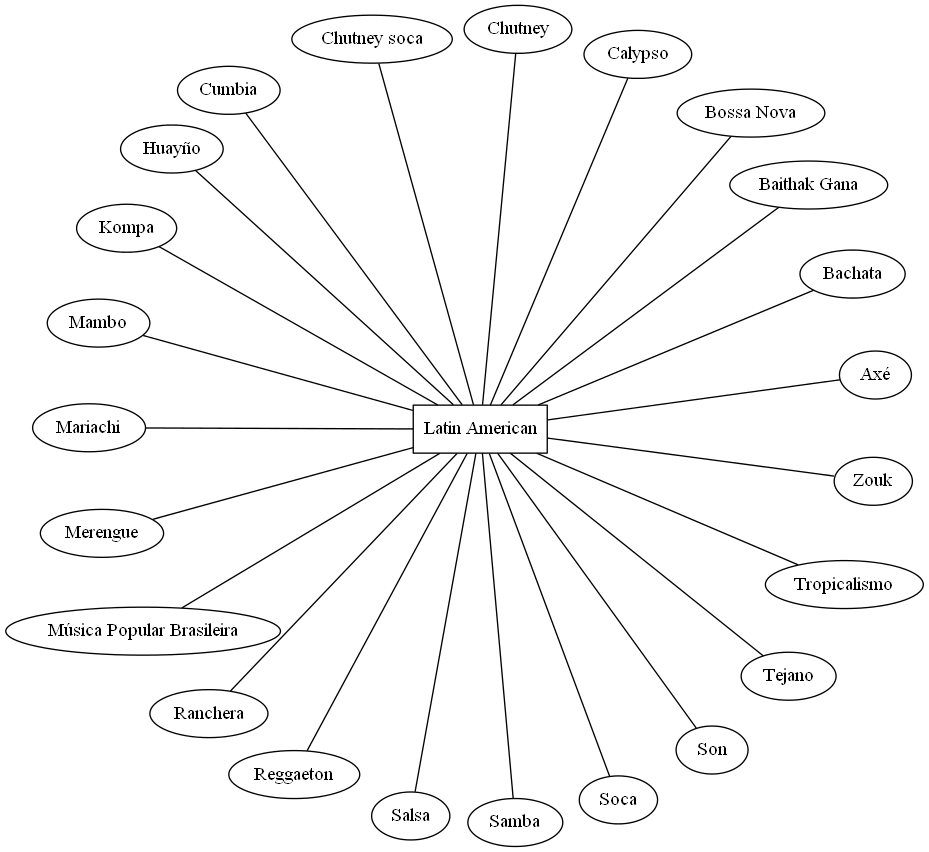 Chutney
Chutney soca
Calypso
Cumbia
Bossa Nova
Huayño
Baithak Gana
Kompa
Bachata
Mambo
Axé
Mariachi
Latin American
Zouk
Merengue
Tropicalismo
Música Popular Brasileira
Tejano
Ranchera
Son
Reggaeton
Soca
Salsa
Samba